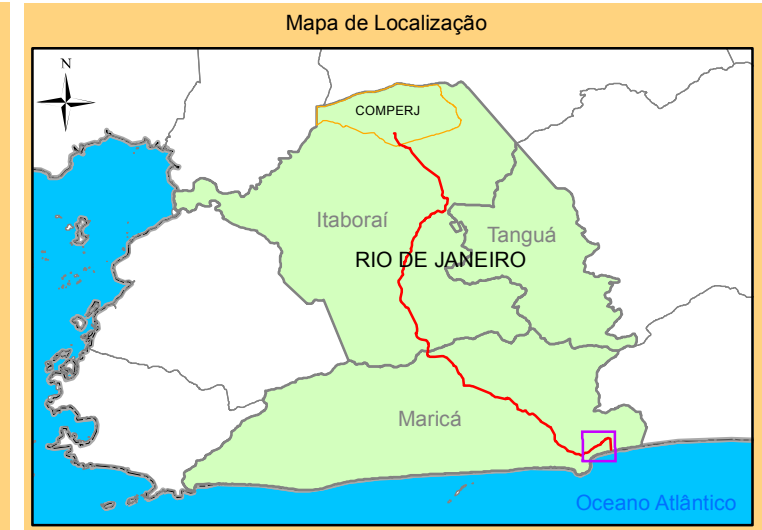 Mapa de Localização
N
COMPERJ
Itaboraí
Tanguá
RIO DE JANEIRO
Maricá
Oceano Atlântico